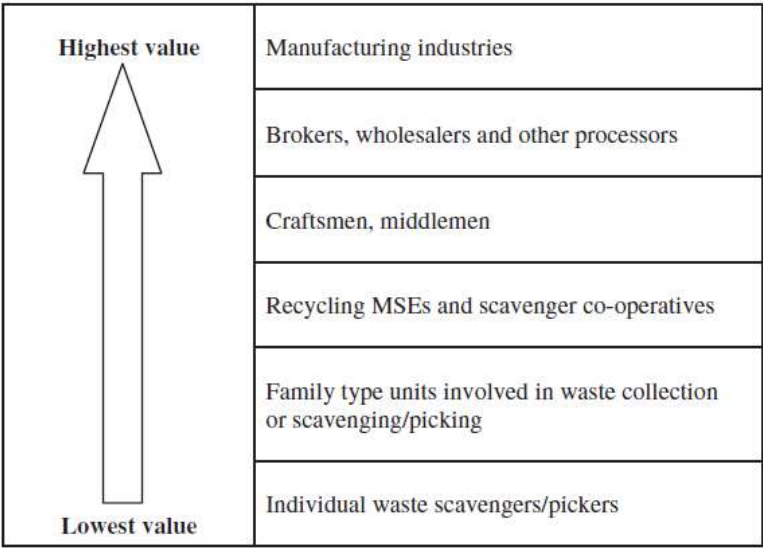 Highest value
Manufacturing industries
Brokers, wholesalers and other processors
Craftsmen, middlemen
Recycling MSEs and scavenger co-operatives
Family type units involved in waste collection
or scavenging/picking
Individual waste scavengers/pickers
Lowest value